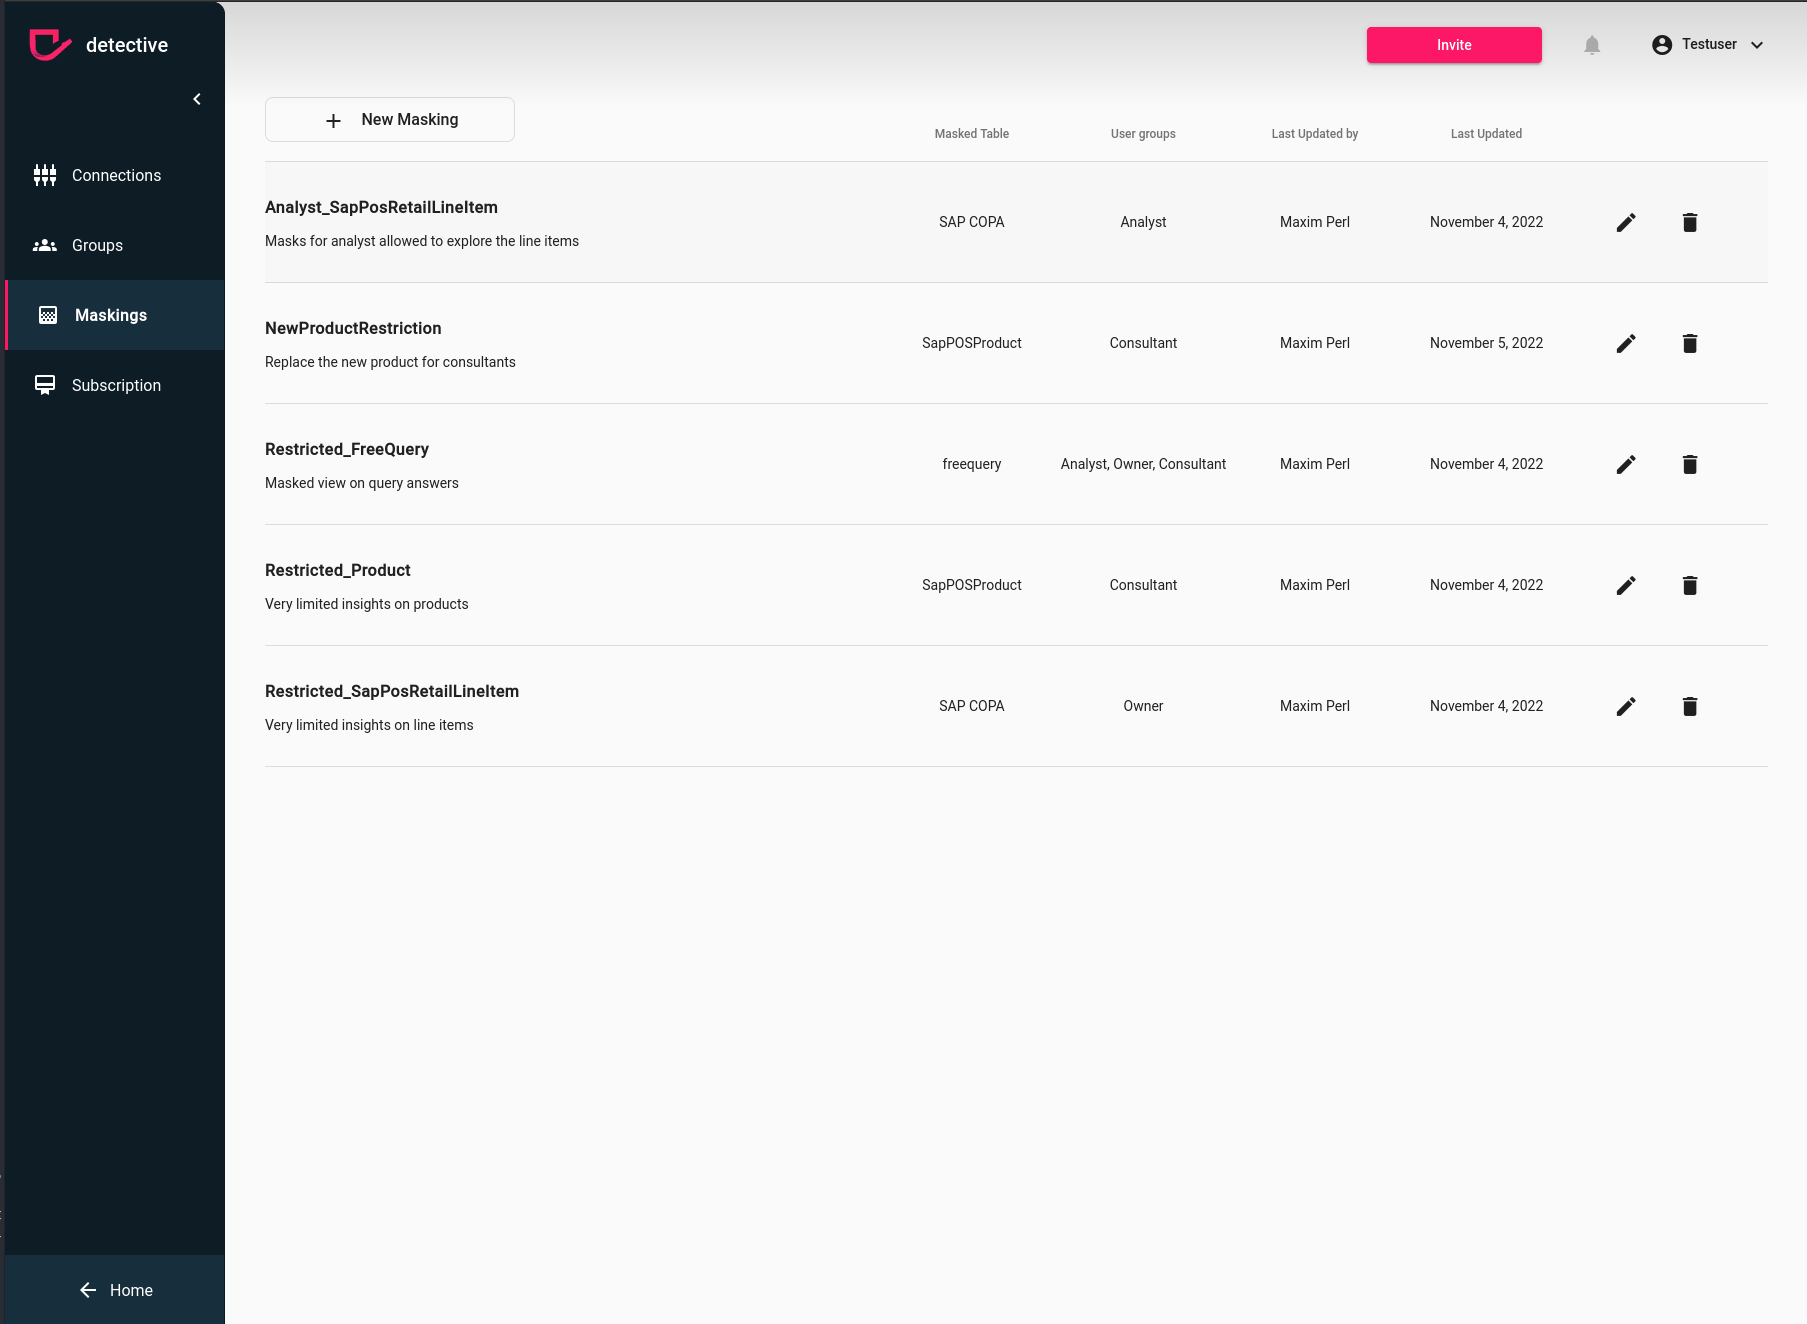 detective
Invite
Testuser
Connections
Groups
Maskings
Subscription
Home
New Masking
Masked Table User groups Last Updated by Last Updated
Analyst_SapPosRetailLineItem
Masks for analyst allowed to explore the line items
SAP COPA Analyst Maxim Perl November 4, 2022
NewProductRestriction
Replace the new product for consultants
SapPOSProduct Consultant Maxim Perl November 5, 2022
Restricted_FreeQuery
Masked view on query answers
freequery Analyst, Owner, Consultant Maxim Perl November 4, 2022
Restricted_Product
Very limited insights on products
SapPOSProduct Consultant Maxim Perl November 4, 2022
Restricted_SapPosRetailLineItem
Very limited insights on line items
SAP COPA Owner Maxim Perl November 4, 2022